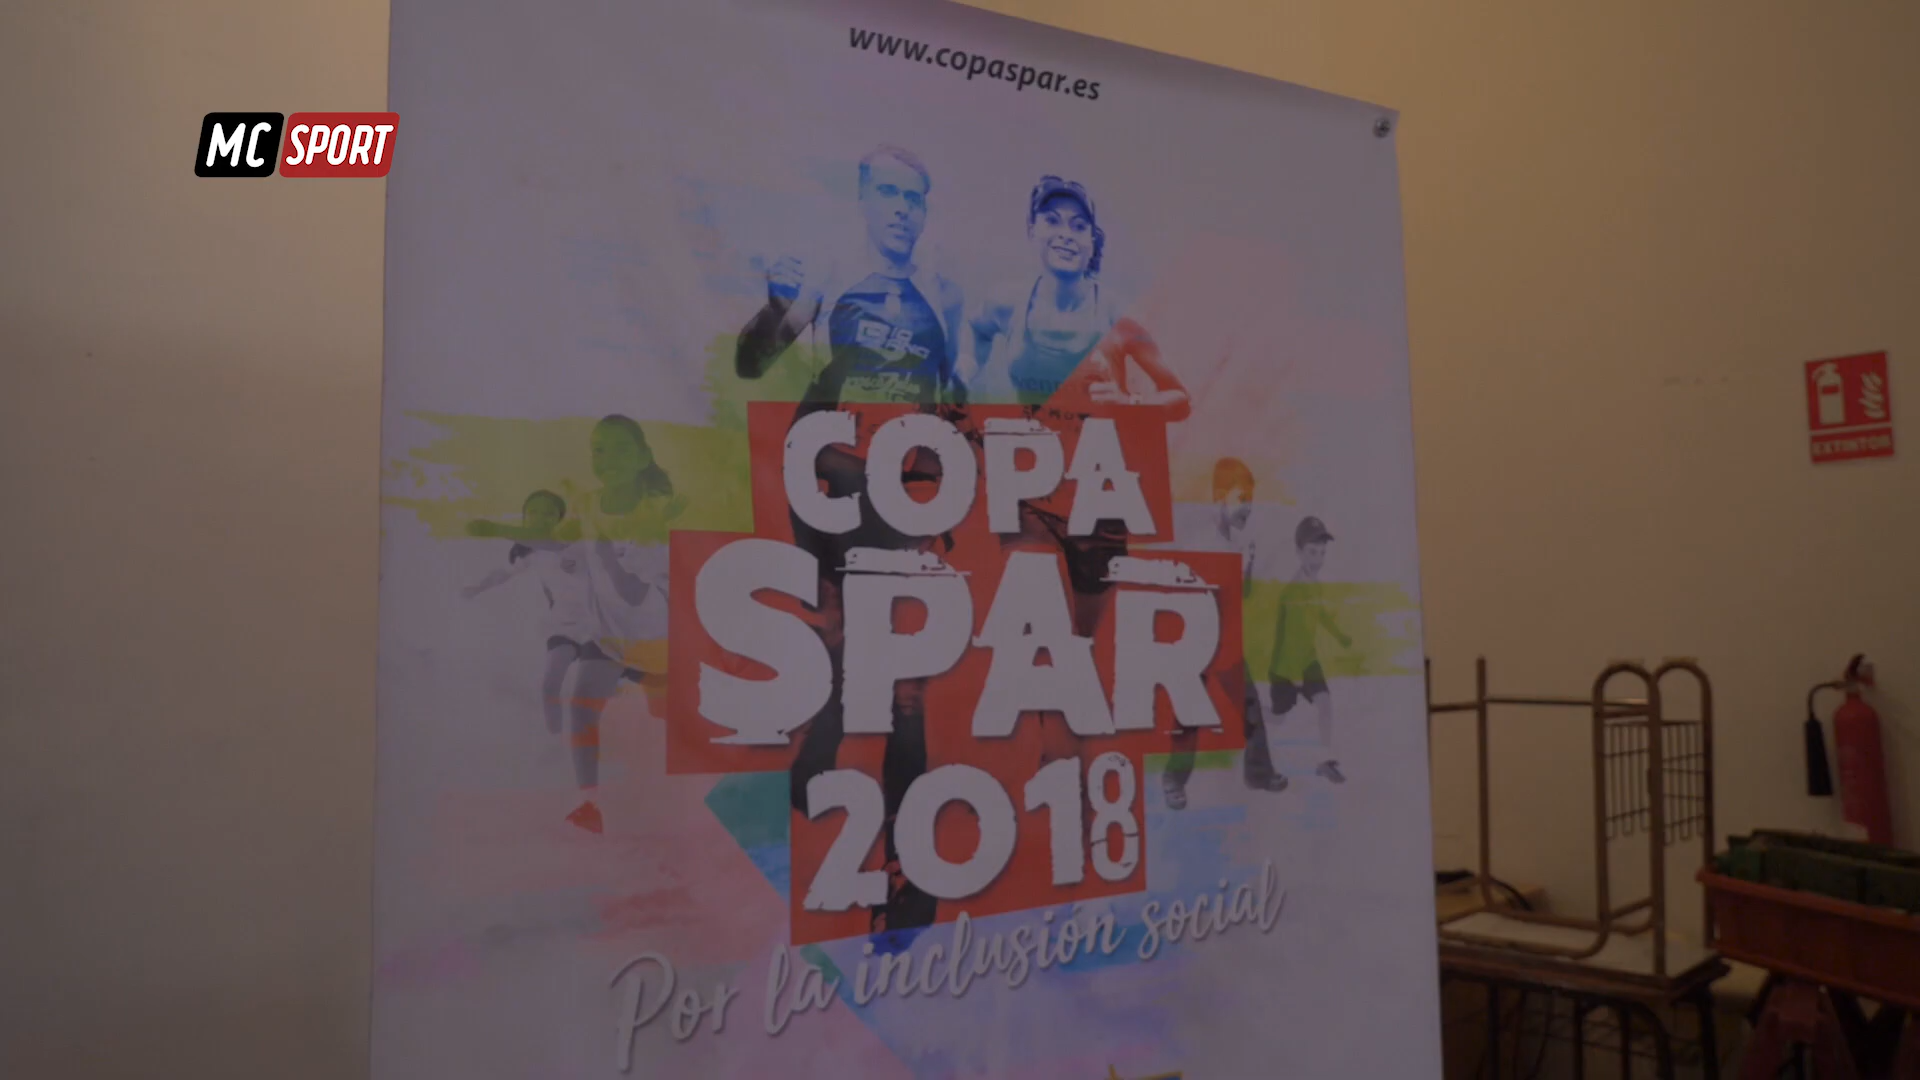 www.copaspar.es
MC SPORT
COPA
SPAR
2018
Por la inclusión social
EXTINTOR